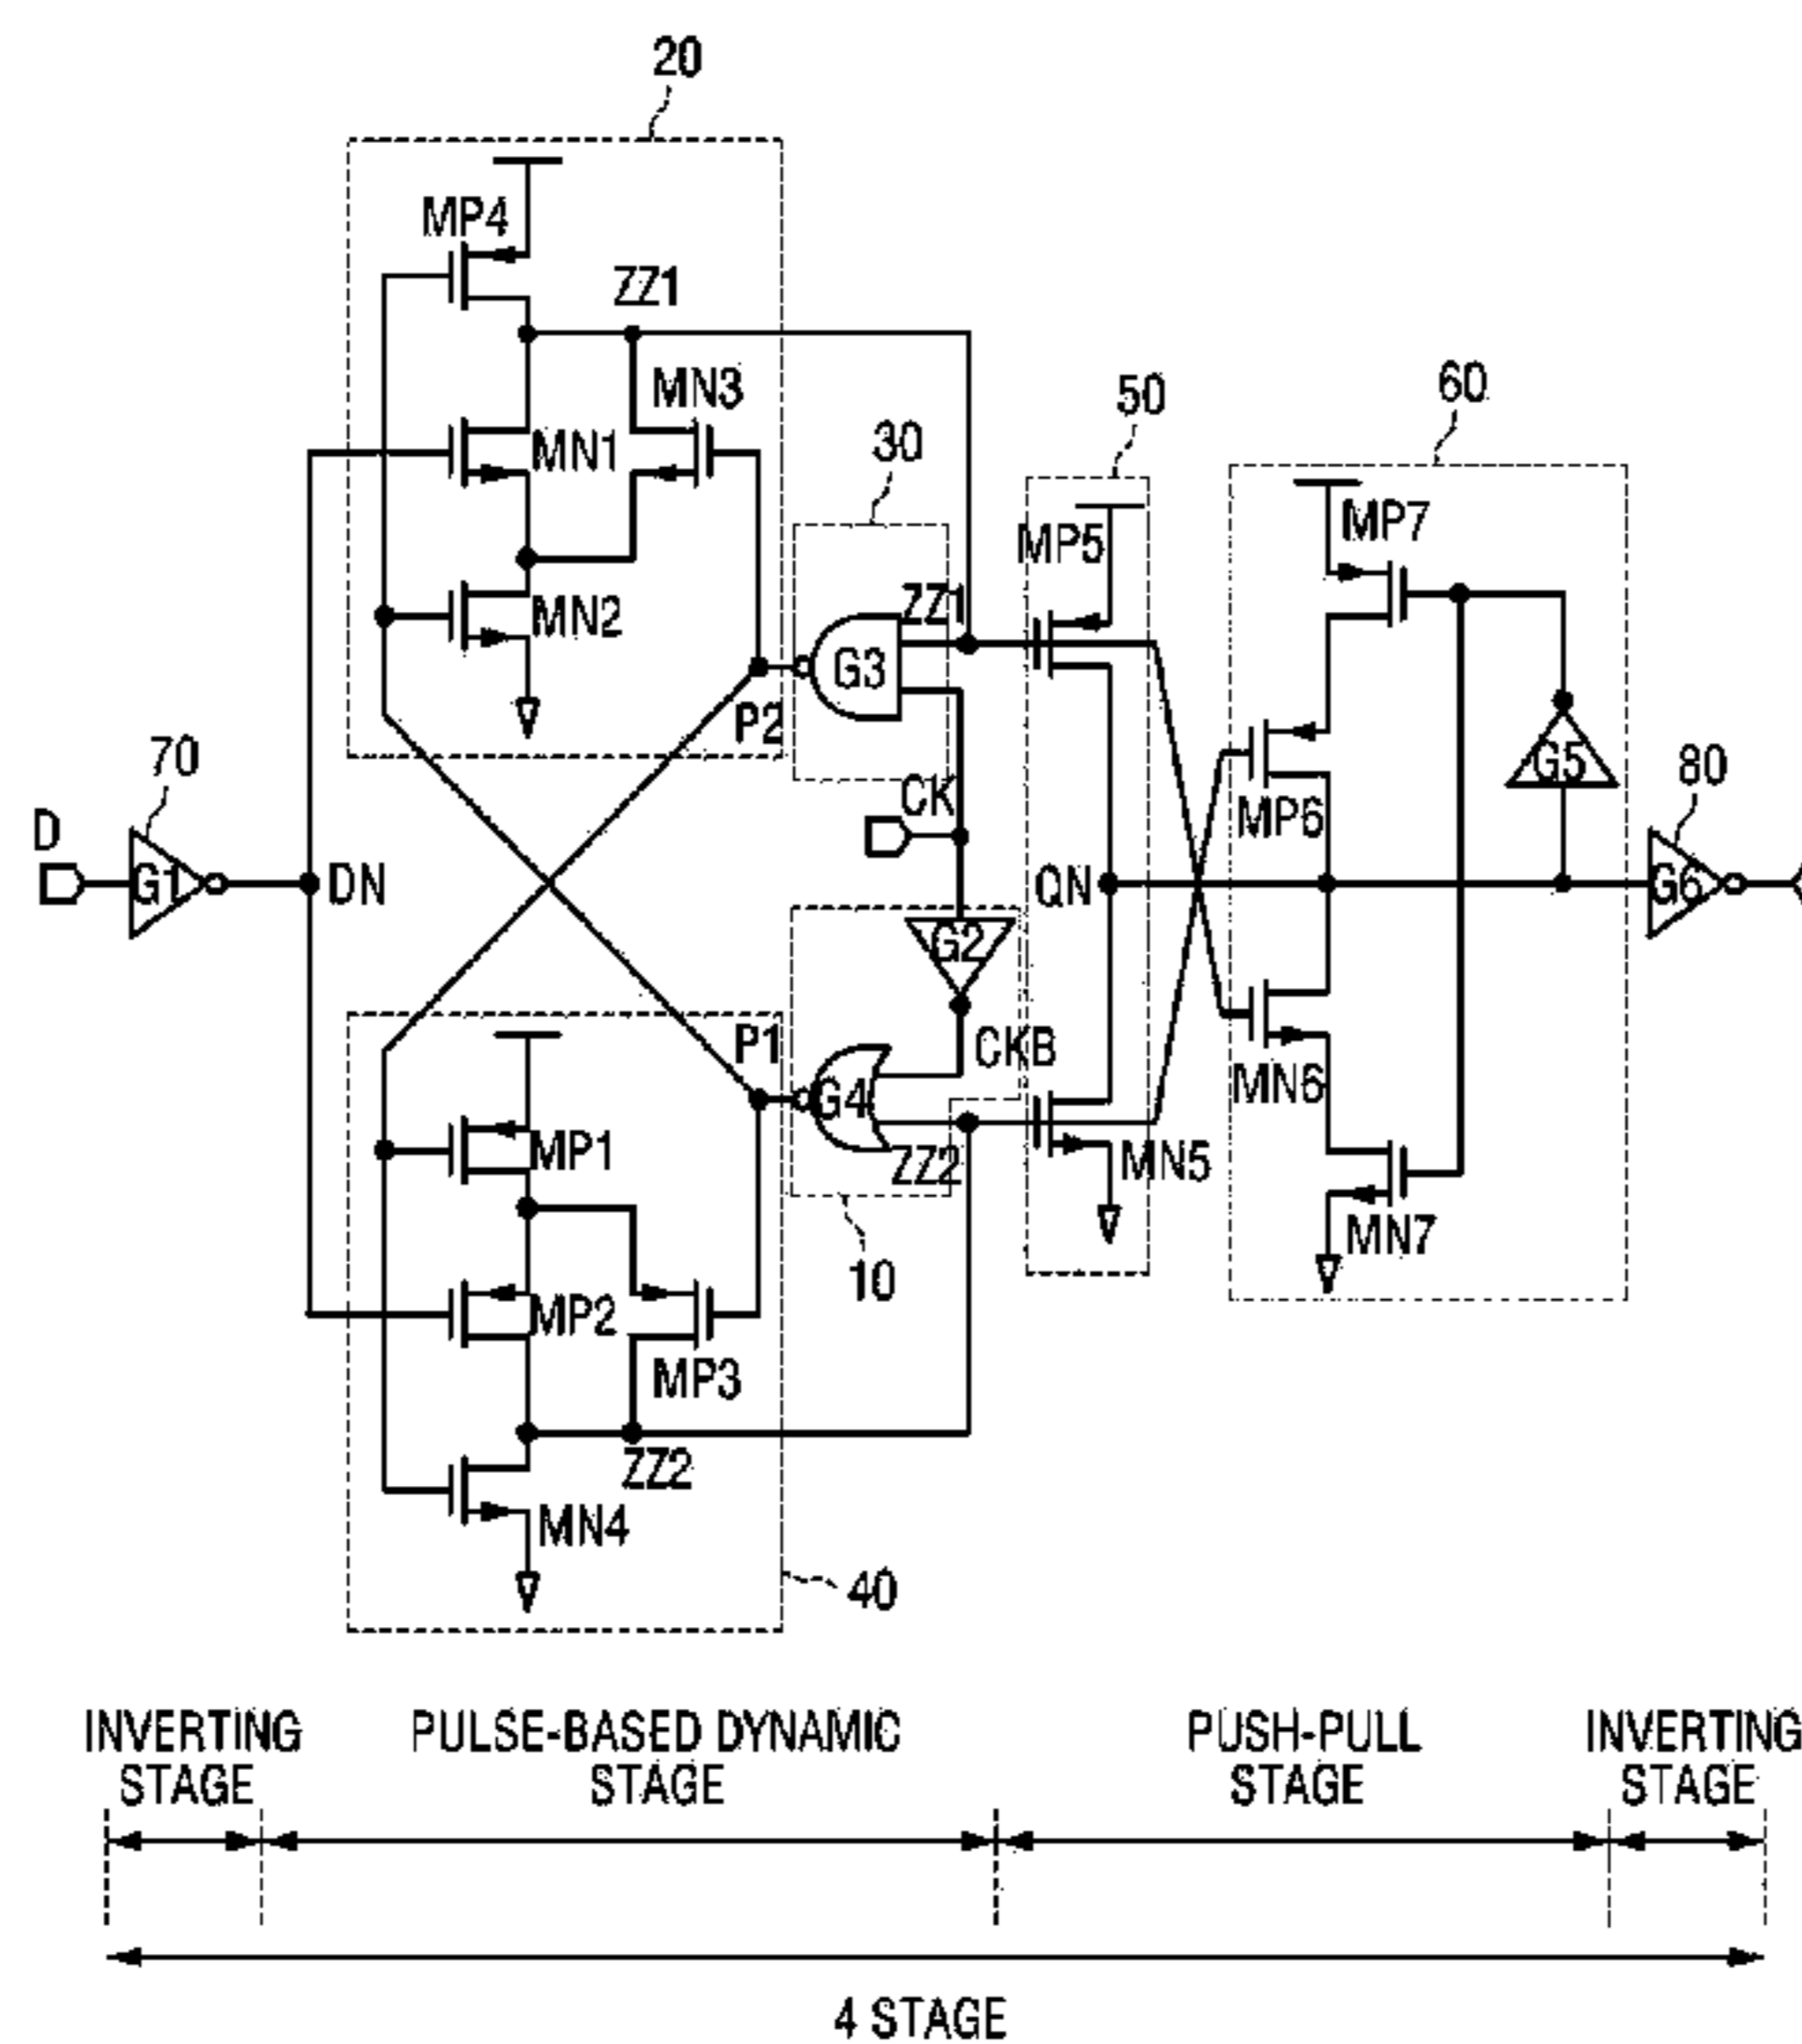 20
MP4
ZZ1
MN3
MN1
MN2
30
50
60
MP5
MP7
ZZ1
G3
P2
70
CK
G5
80
MP6
D
G1
DN
QN
G6
G2
CKB
P1
G4
MN6
ZZ2
MN5
MP1
MN7
10
MP2
MP3
ZZ2
MN4
40
INVERTING
STAGE
PULSE-BASED DYNAMIC
STAGE
PUSH-PULL
STAGE
INVERTING
STAGE
4 STAGE